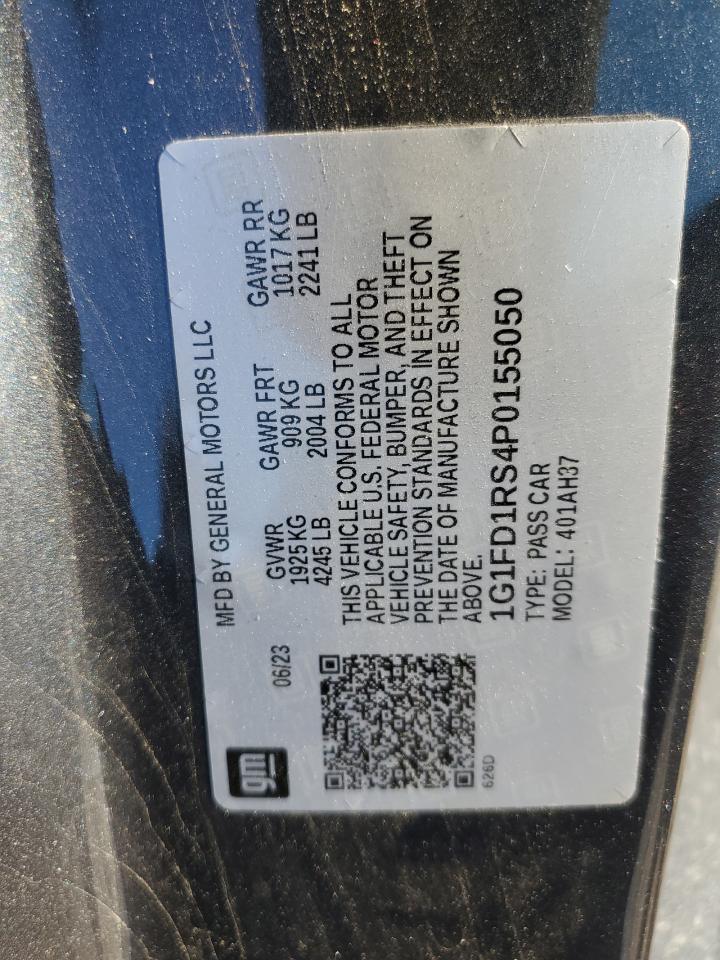 gm
06/23
MFD BY GENERAL MOTORS LLC
GVWR GAWR FRT GAWR RR
1925 KG 909 KG 1017 KG
4245 LB 2004 LB 2241 LB
THIS VEHICLE CONFORMS TO ALL
APPLICABLE U.S. FEDERAL MOTOR
VEHICLE SAFETY, BUMPER, AND THEFT
PREVENTION STANDARDS IN EFFECT ON
THE DATE OF MANUFACTURE SHOWN
ABOVE.
1G1FD1RS4P0155050
TYPE: PASS CAR
MODEL: 401AH37
626D